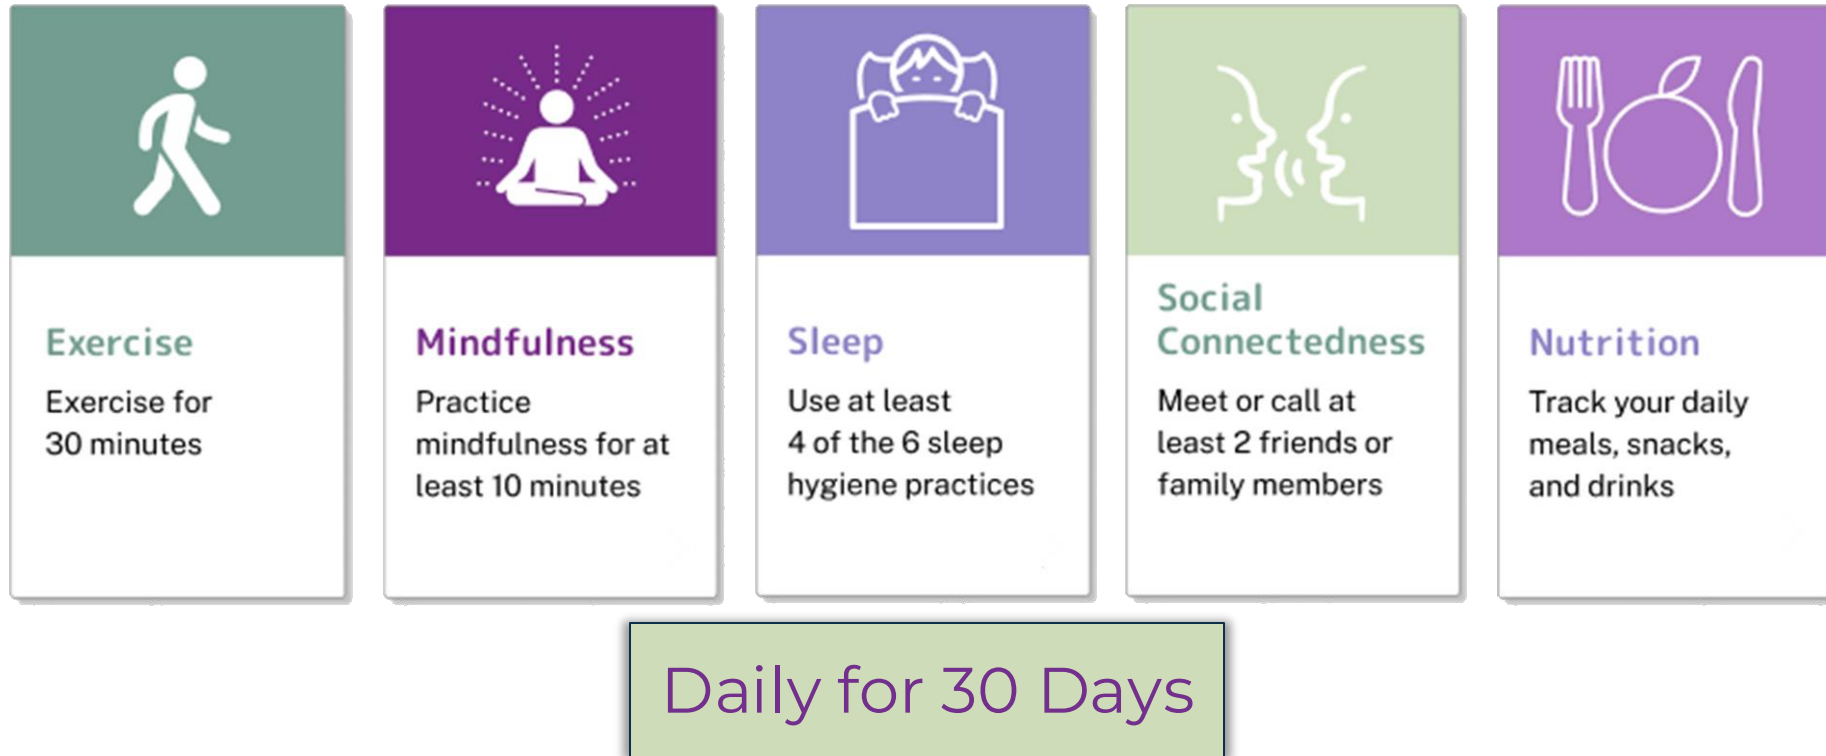 Exercise
Exercise for
30 minutes
Mindfulness
Practice
mindfulness for at
least 10 minutes
Sleep
Use at least
4 of the 6 sleep
hygiene practices
Social
Connectedness
Meet or call at
least 2 friends or
family members
Nutrition
Track your daily
meals, snacks,
and drinks
Daily for 30 Days